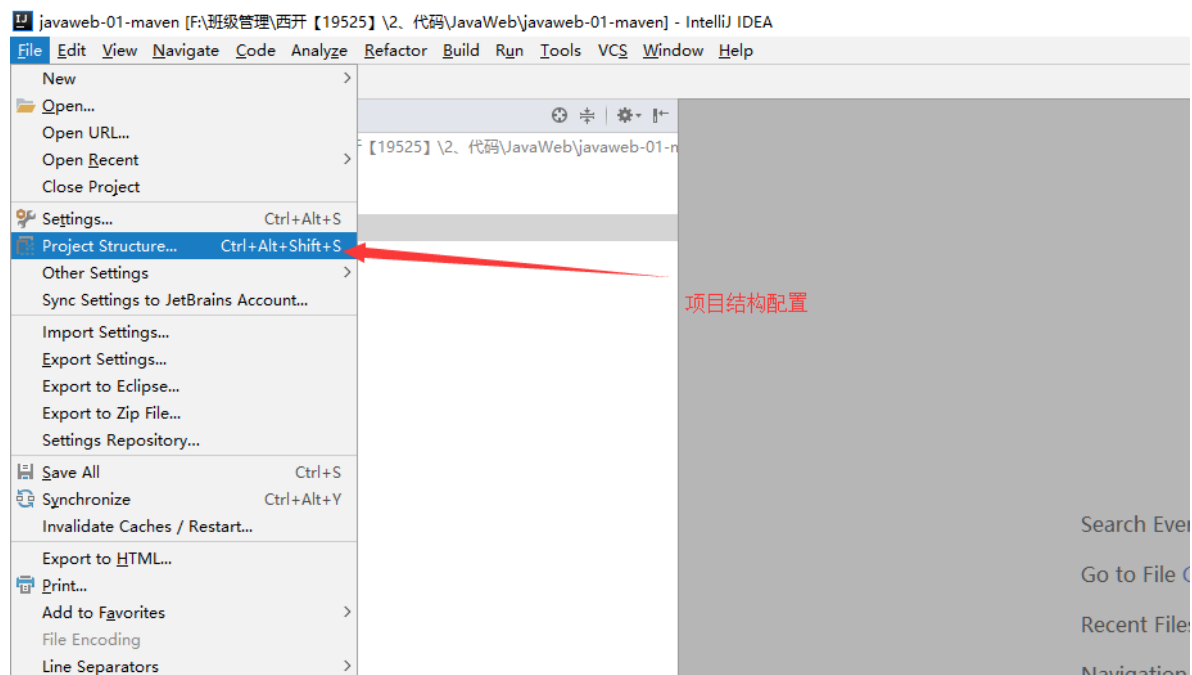 javaweb-01-maven [F:\班级管理\西开【19525】\2、代码\JavaWeb\javaweb-01-maven] - IntelliJ IDEA
File Edit View Navigate Code Analyze Refactor Build Run Tools VCS Window Help
New
Open...
【19525】\2、代码\JavaWeb\javaweb-01-m
Open URL...
Open Recent
Close Project
Settings... Ctrl+Alt+S
Project Structure... Ctrl+Alt+Shift+S
Other Settings
Sync Settings to JetBrains Account...
项目结构配置
Import Settings...
Export Settings...
Export to Eclipse...
Export to Zip File...
Settings Repository...
Save All Ctrl+S
Synchronize Ctrl+Alt+Y
Invalidate Caches / Restart...
Export to HTML...
Print...
Add to Favorites
File Encoding
Line Separators
Search Ever
Go to File
Recent Files
Navigation